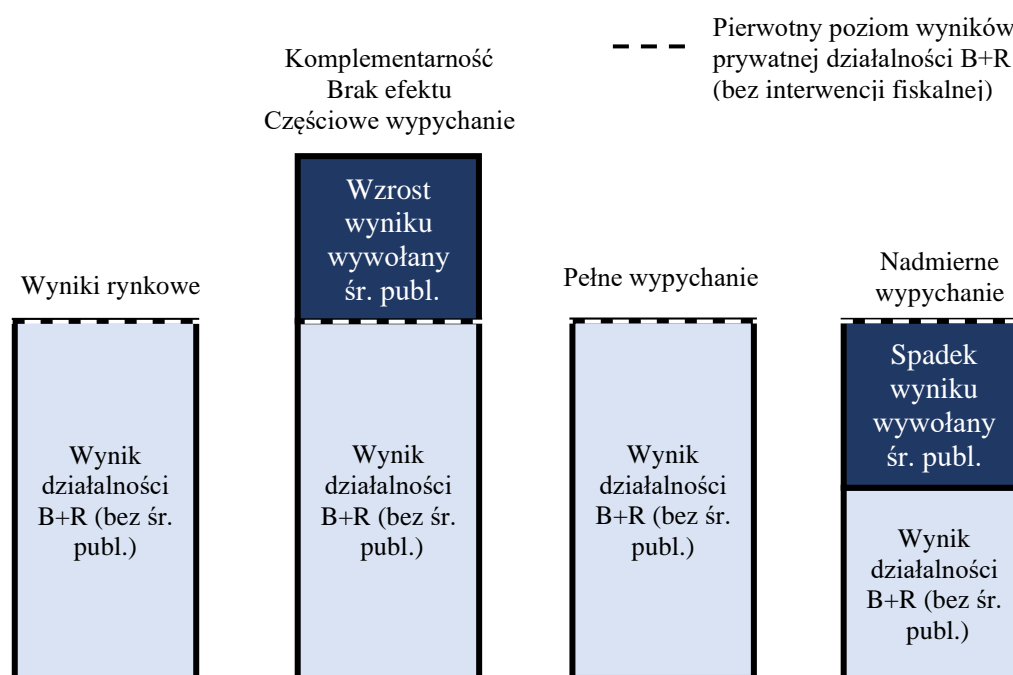 Pierwotny poziom wyników
prywatnej działalności B+R
(bez interwencji fiskalnej)
Komplementarność
Brak efektu
Częściowe wypychanie
Wyniki rynkowe
Pełne wypychanie
Nadmierne
wypychanie
Wynik
działalności
B+R (bez śr.
publ.)
Wzrost
wyniku
wywołany
śr. publ.
Wynik
działalności
B+R (bez śr.
publ.)
Wynik
działalności
B+R (bez śr.
publ.)
Spadek
wyniku
wywołany
śr. publ.
Wynik
działalności
B+R (bez śr.
publ.)